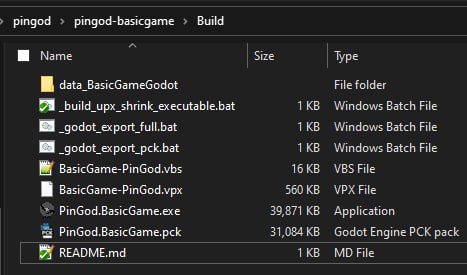 pingod > pingod-basicgame > Build
Name Size Type
data_BasicGameGodot File folder
_build_upx_shrink_executable.bat 1 KB Windows Batch File
_godot_export_full.bat 1 KB Windows Batch File
_godot_export_pck.bat 1 KB Windows Batch File
BasicGame-PinGod.vbs 16 KB VBS File
BasicGame-PinGod.vpx 560 KB VPX File
PinGod.BasicGame.exe 39,871 KB Application
PinGod.BasicGame.pck 31,084 KB Godot Engine PCK pack
README.md 1 KB MD File